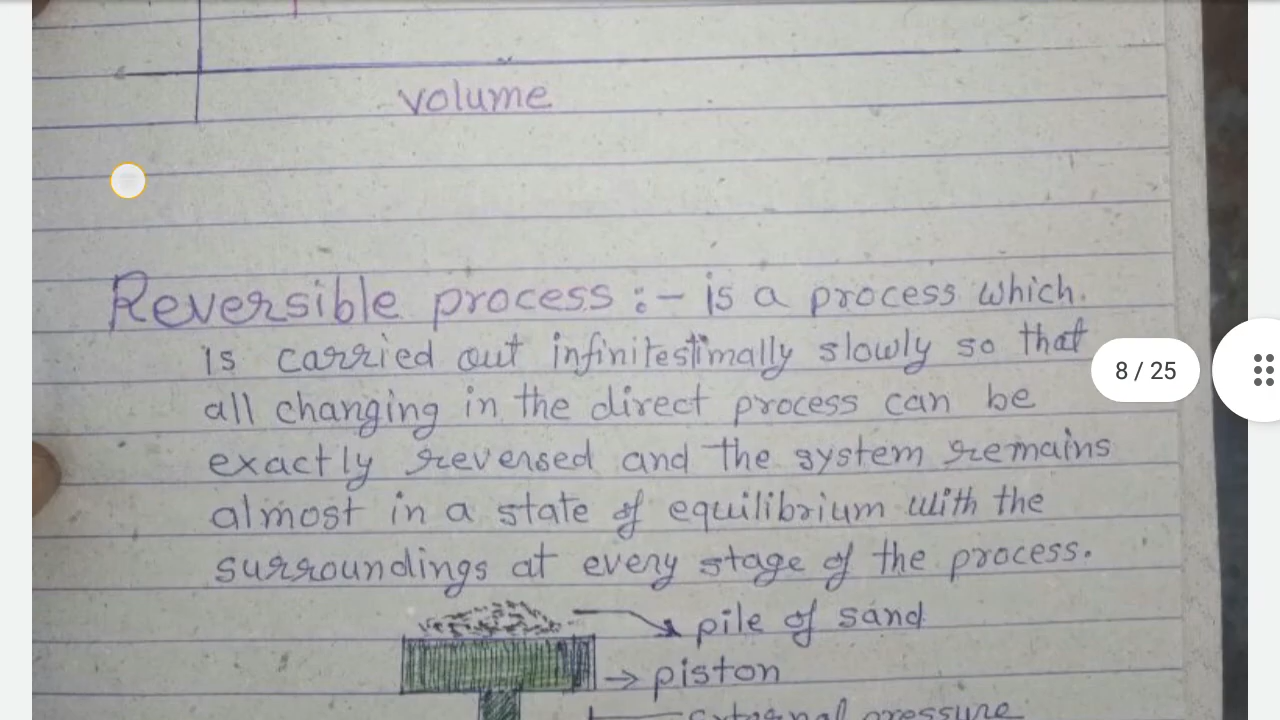 volume
Reversible process :- is a process which
is carried out infinitestimally slowly so that
8 / 25
all changing in the direct process can be
exactly reversed and the system remains
almost in a state of equilibrium with the
surroundings at every stage of the process.
pile of sand
piston
external pressure